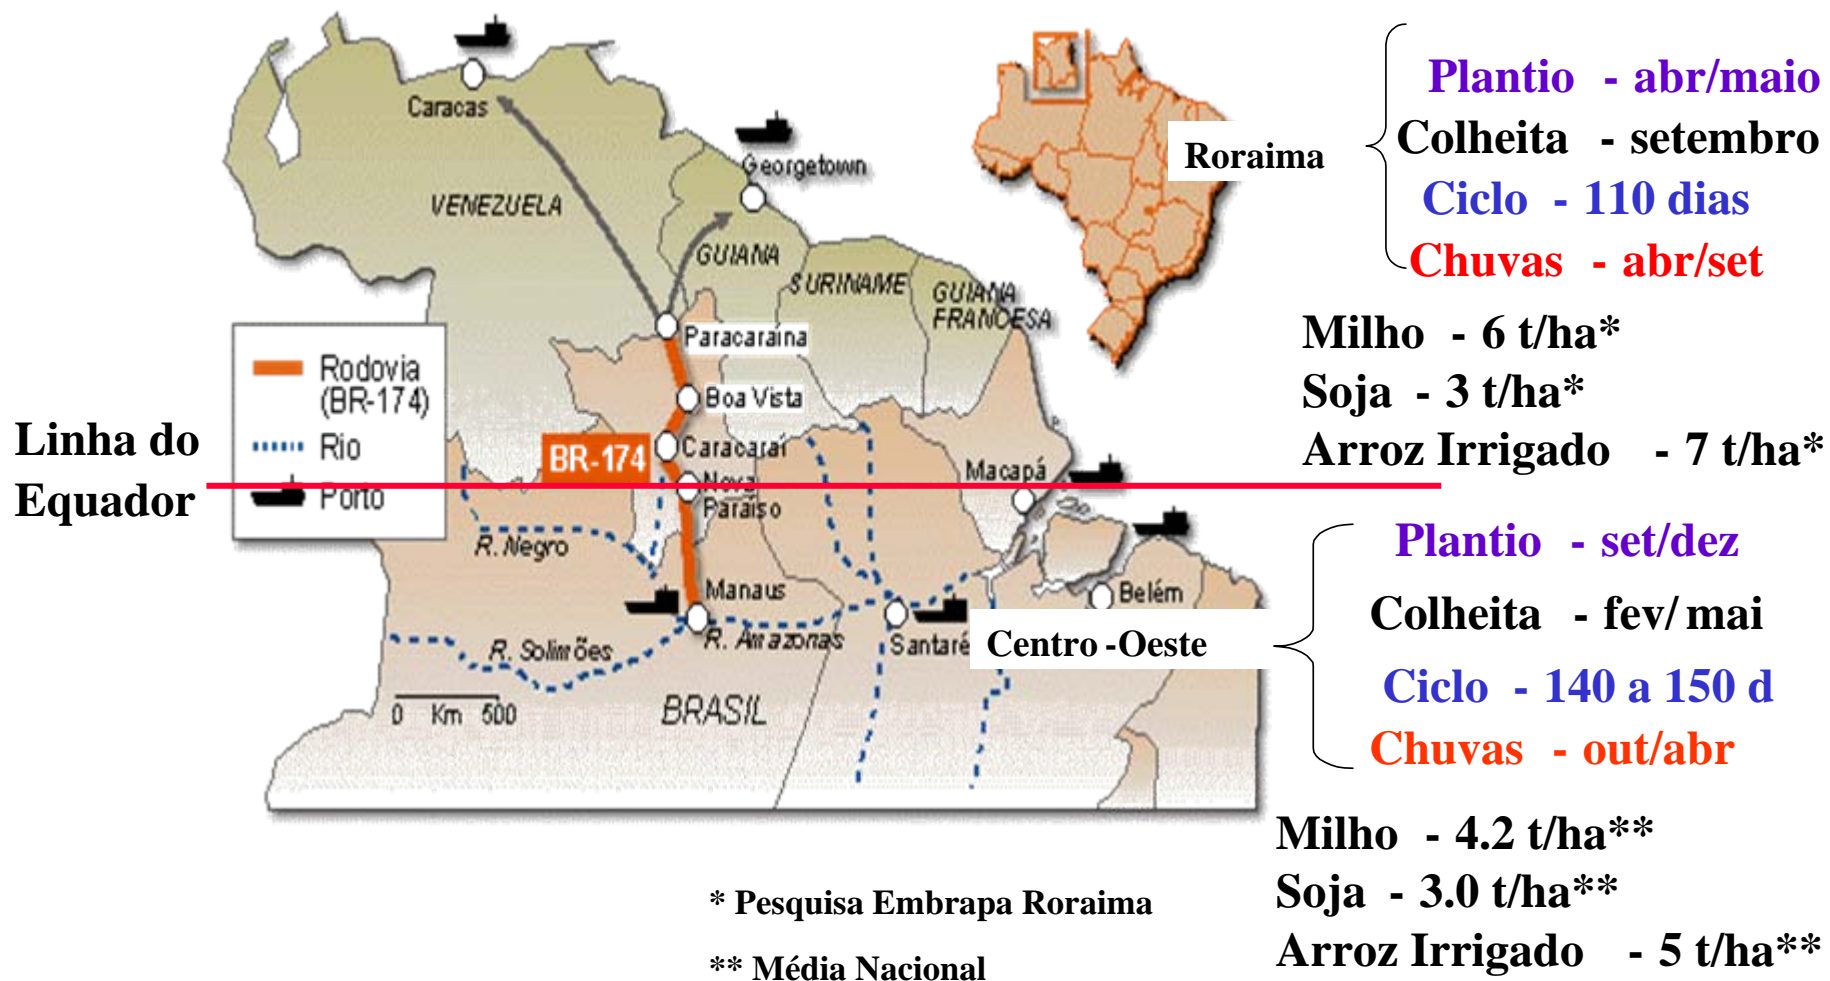 Caracas
Georgetown
VENEZUELA
GUIANA
SURINAME
GUIANA
FRANCESA
Paracaraina
Boa Vista
Caracaraí
BR-174
Nova
Paraíso
Macapá
R. Negro
Manaus
R. Solimões
R. Amazonas
Santaré
Belém
BRASIL
0 Km 500
Rodovia
(BR-174)
Rio
Porto
Linha do
Equador
Roraima
Plantio - abr/maio
Colheita - setembro
Ciclo - 110 dias
Chuvas - abr/set
Milho - 6 t/ha*
Soja - 3 t/ha*
Arroz Irrigado - 7 t/ha*
Centro -Oeste
Plantio - set/dez
Colheita - fev/ mai
Ciclo - 140 a 150 d
Chuvas - out/abr
Milho - 4.2 t/ha**
Soja - 3.0 t/ha**
Arroz Irrigado - 5 t/ha**
* Pesquisa Embrapa Roraima
** Média Nacional